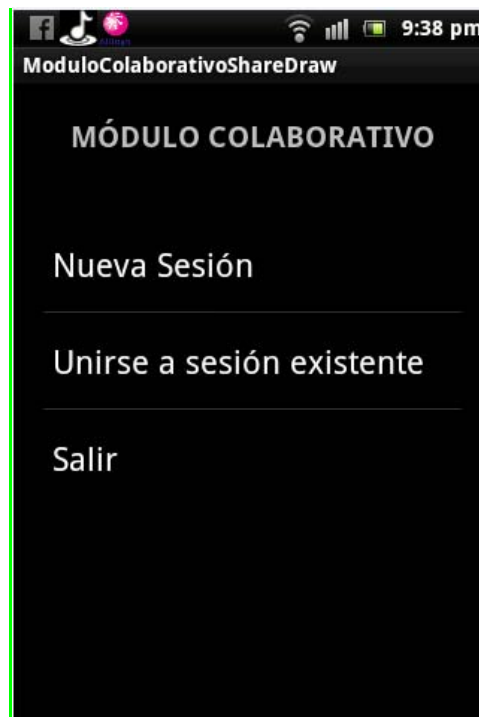 9:38 pm
ModuloColaborativoShareDraw
MÓDULO COLABORATIVO
Nueva Sesión
Unirse a sesión existente
Salir